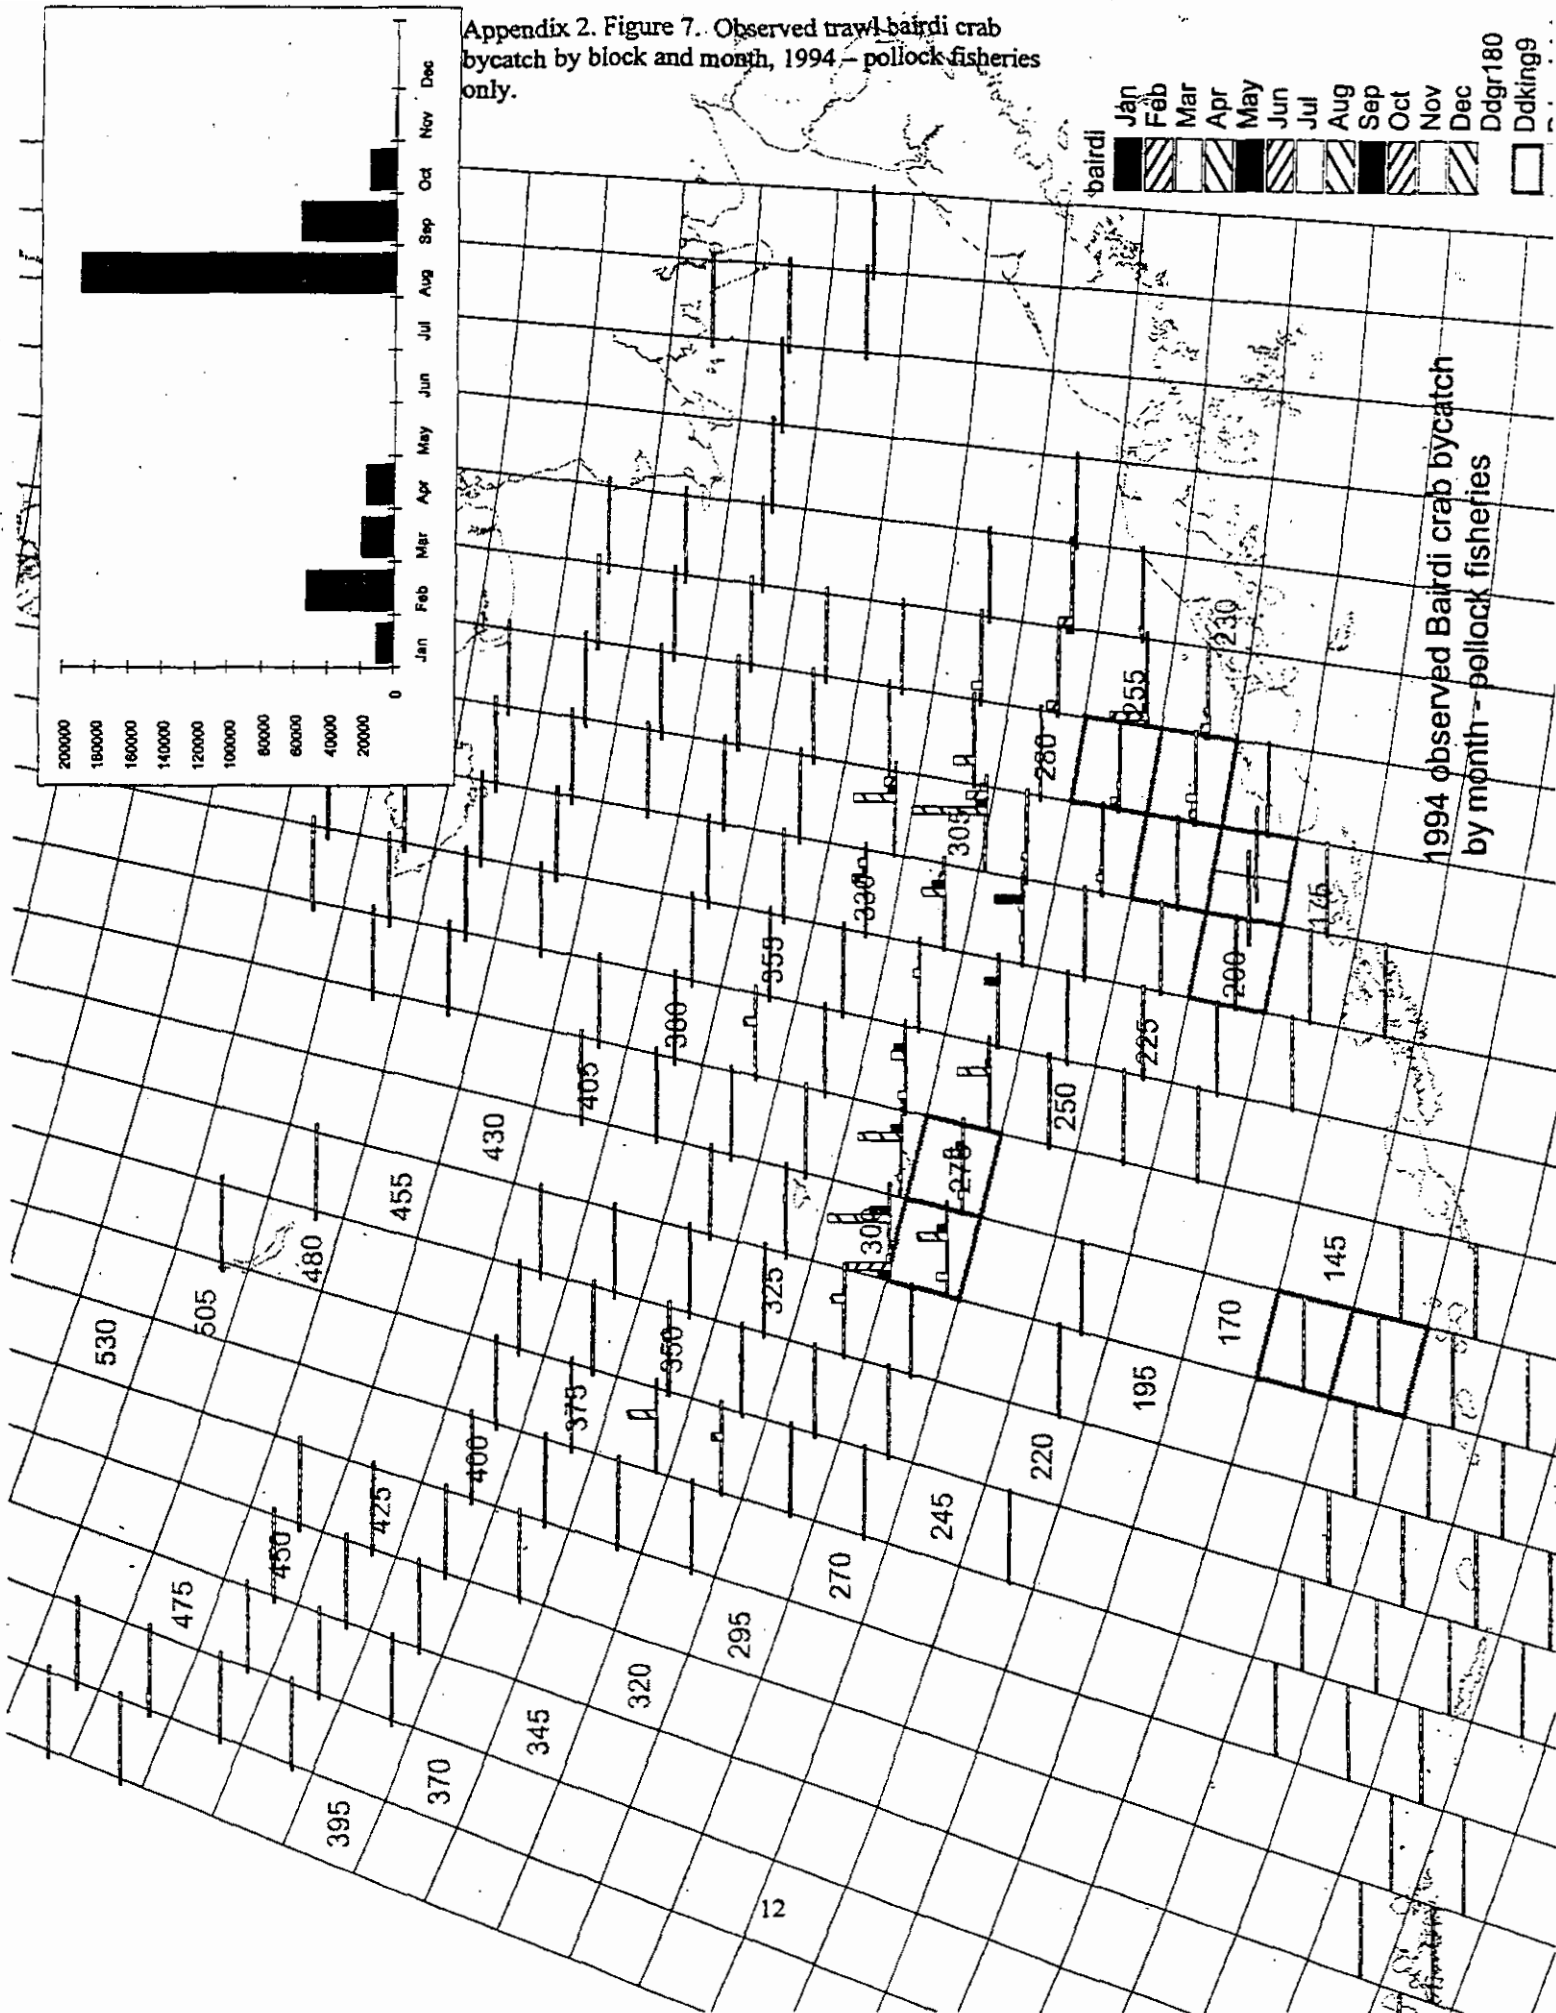 Appendix 2. Figure 7. Observed trawl bairdi crab
bycatch by block and month, 1994 – pollock fisheries
only.
200000
180000
160000
140000
120000
100000
80000
60000
40000
20000
0
Jan
Feb
Mar
Apr
May
Jun
Jul
Aug
Sep
Oct
Nov
Dec
bairdi
Jan
Feb
Mar
Apr
May
Jun
Jul
Aug
Sep
Oct
Nov
Dec
Ddgr180
Ddking9
1994 observed Bairdi crab bycatch
by month - pollock fisheries
530
505
480
455
430
405
380
355
330
305
280
255
230
475
450
425
400
375
350
325
300
275
250
225
200
175
395
370
345
320
295
270
245
220
195
170
145
12